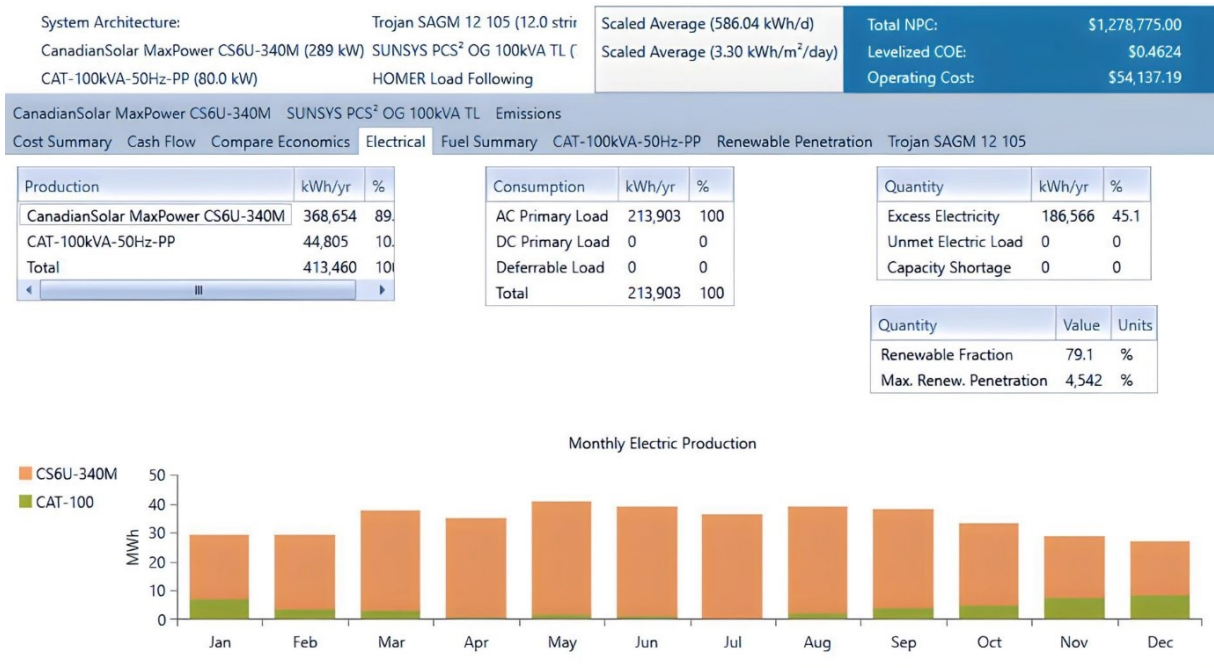 System Architecture: Trojan SAGM 12 105 (12.0 strin Scaled Average (586.04 kWh/d) Total NPC: $1,278,775.00
CanadianSolar MaxPower CS6U-340M (289 kW) SUNSYS PCS² OG 100kVA TL ( Scaled Average (3.30 kWh/m²/day) Levelized COE: $0.4624
CAT-100kVA-50Hz-PP (80.0 kW) HOMER Load Following Operating Cost: $54,137.19
CanadianSolar MaxPower CS6U-340M SUNSYS PCS² OG 100kVA TL Emissions
Cost Summary Cash Flow Compare Economics Electrical Fuel Summary CAT-100kVA-50Hz-PP Renewable Penetration Trojan SAGM 12 105
Production kWh/yr % Consumption kWh/yr % Quantity kWh/yr %
CanadianSolar MaxPower CS6U-340M 368,654 89. AC Primary Load 213,903 100 Excess Electricity 186,566 45.1
CAT-100kVA-50Hz-PP 44,805 10. DC Primary Load 0 0 Unmet Electric Load 0 0
Total 413,460 10 Deferrable Load 0 0 Capacity Shortage 0 0
Total 213,903 100
Quantity Value Units
Renewable Fraction 79.1 %
Max. Renew. Penetration 4,542 %
Monthly Electric Production
CS6U-340M
CAT-100
MWh
50
40
30
20
10
0
Jan Feb Mar Apr May Jun Jul Aug Sep Oct Nov Dec